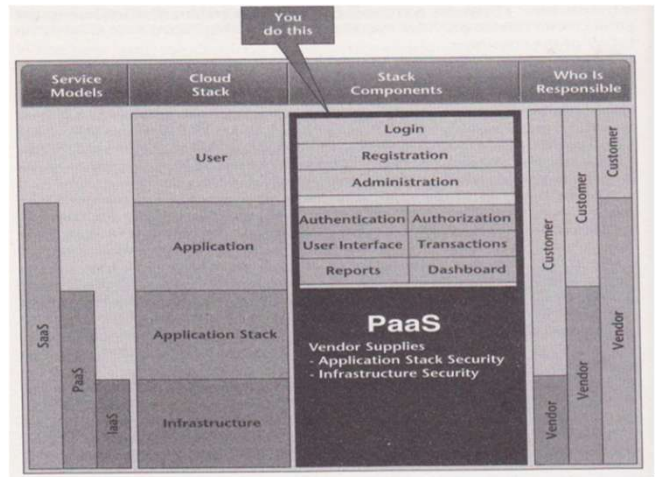 You
do this
Service
Models
Cloud
Stack
Stack
Components
Who Is
Responsible
User
Application
Application Stack
Infrastructure
SaaS
PaaS
IaaS
Login
Registration
Administration
Authentication Authorization
User Interface Transactions
Reports Dashboard
PaaS
Vendor Supplies
- Application Stack Security
- Infrastructure Security
Customer
Vendor
Customer
Vendor
Customer
Vendor